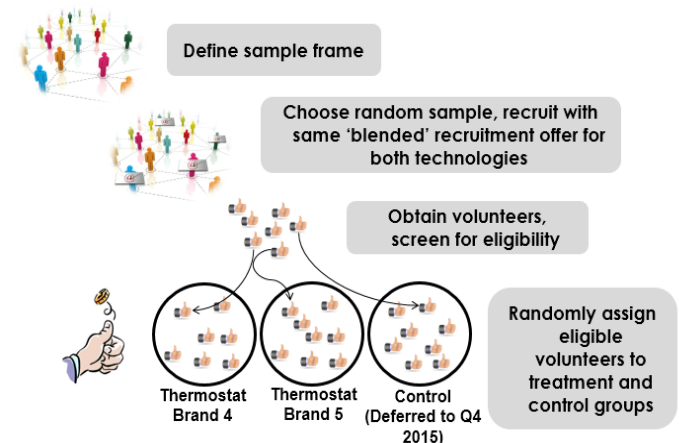 Define sample frame
Choose random sample, recruit with
same ‘blended’ recruitment offer for
both technologies
Obtain volunteers,
screen for eligibility
Randomly assign
eligible
volunteers to
treatment and
control groups
Thermostat
Brand 4
Thermostat
Brand 5
Control
(Deferred to Q4
2015)